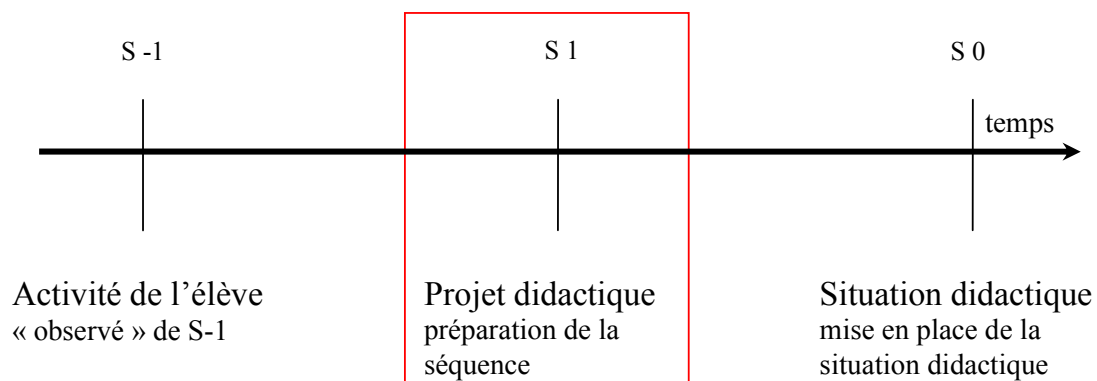 S -1
S 1
S 0
temps
Activité de l’élève
« observé » de S-1
Projet didactique
préparation de la
séquence
Situation didactique
mise en place de la
situation didactique